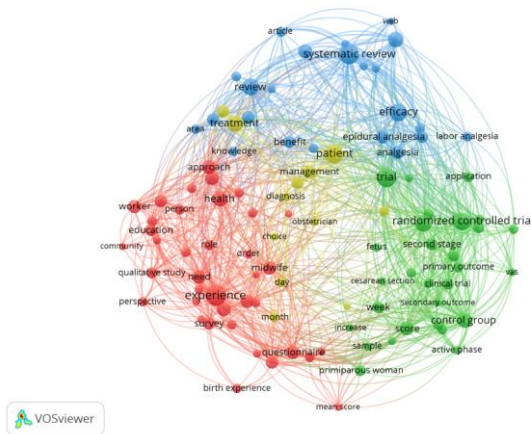 web
article
systematic review
review
efficacy
treatment
area
epidural analgesia
labor analgesia
knowledge
benefit
analgesia
patient
approach
management
trial
application
health
diagnosis
worker
person
obstetrician
randomized controlled trial
education
choice
fetus
second stage
community
role
order
cesarean section
primary outcome
vas
qualitative study
need
midwife
clinical trial
day
perspective
experience
week
secondary outcome
month
survey
increase
score
control group
sample
questionnaire
active phase
primiparous woman
birth experience
mean score
VOSviewer